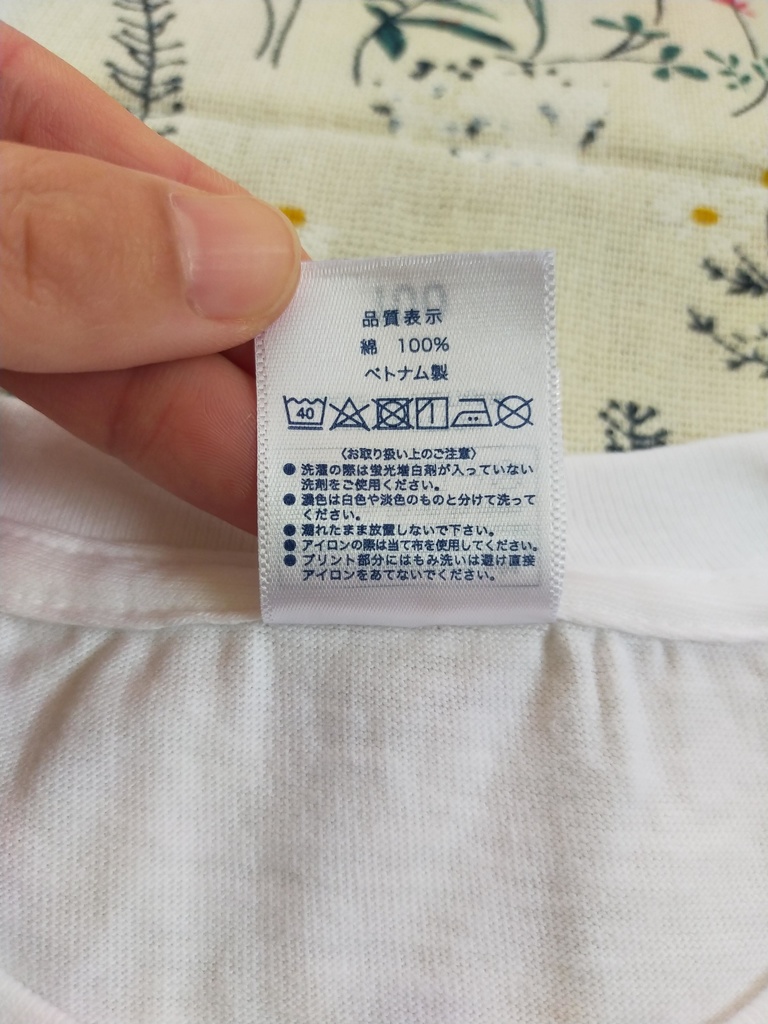 品質表示
綿 100%
ベトナム製
40
〈お取り扱い上のご注意〉
●洗濯の際は蛍光増白剤が入っていない
洗剤をご使用ください。
●濃色は白色や淡色のものと分けて洗って
ください。
●濡れたまま放置しないで下さい。
●アイロンの際は当て布を使用してください。
●プリント部分にはもみ洗いは避け直接
アイロンをあてないでください。